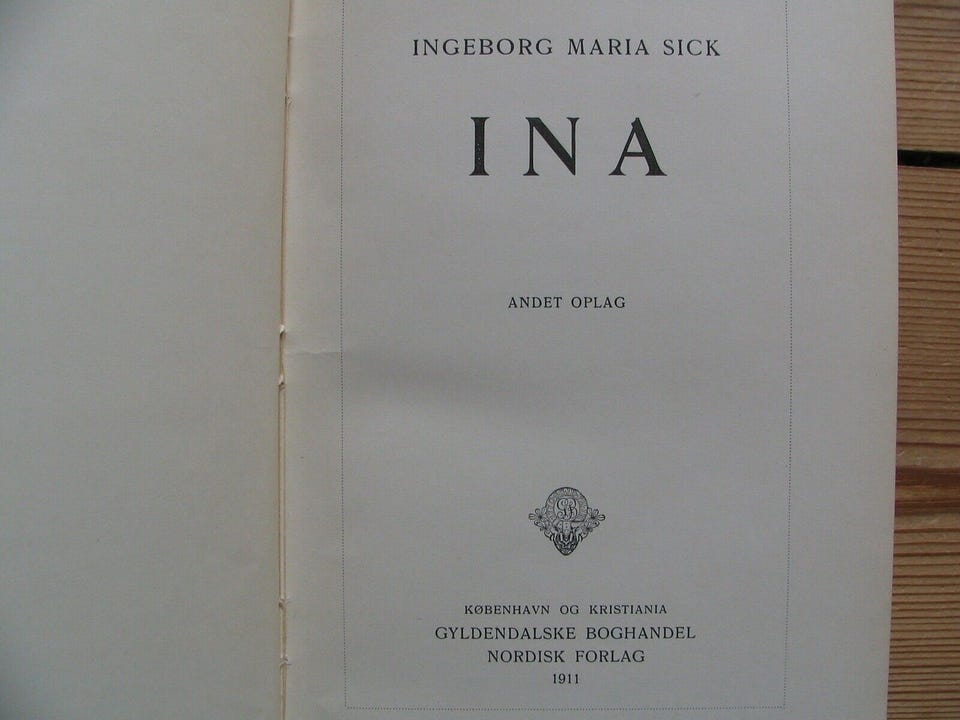 INGEBORG MARIA SICK
INA
ANDET OPLAG
KØBENHAVN OG KRISTIANIA
GYLDENDALSKE BOGHANDEL
NORDISK FORLAG
1911